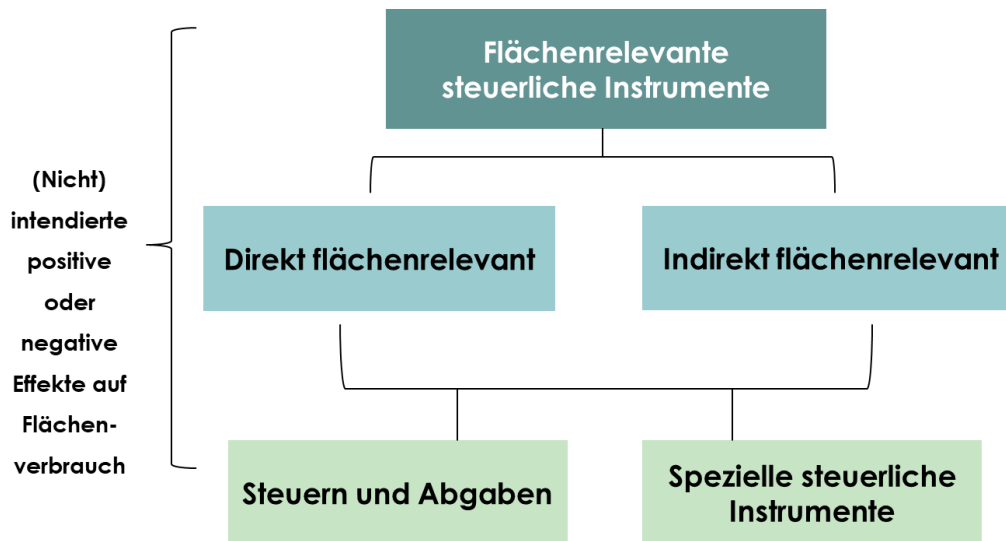 Flächenrelevante
steuerliche Instrumente
(Nicht)
intendierte
positive
oder
negative
Effekte auf
Flächen-
verbrauch
Direkt flächenrelevant
Indirekt flächenrelevant
Steuern und Abgaben
Spezielle steuerliche
Instrumente